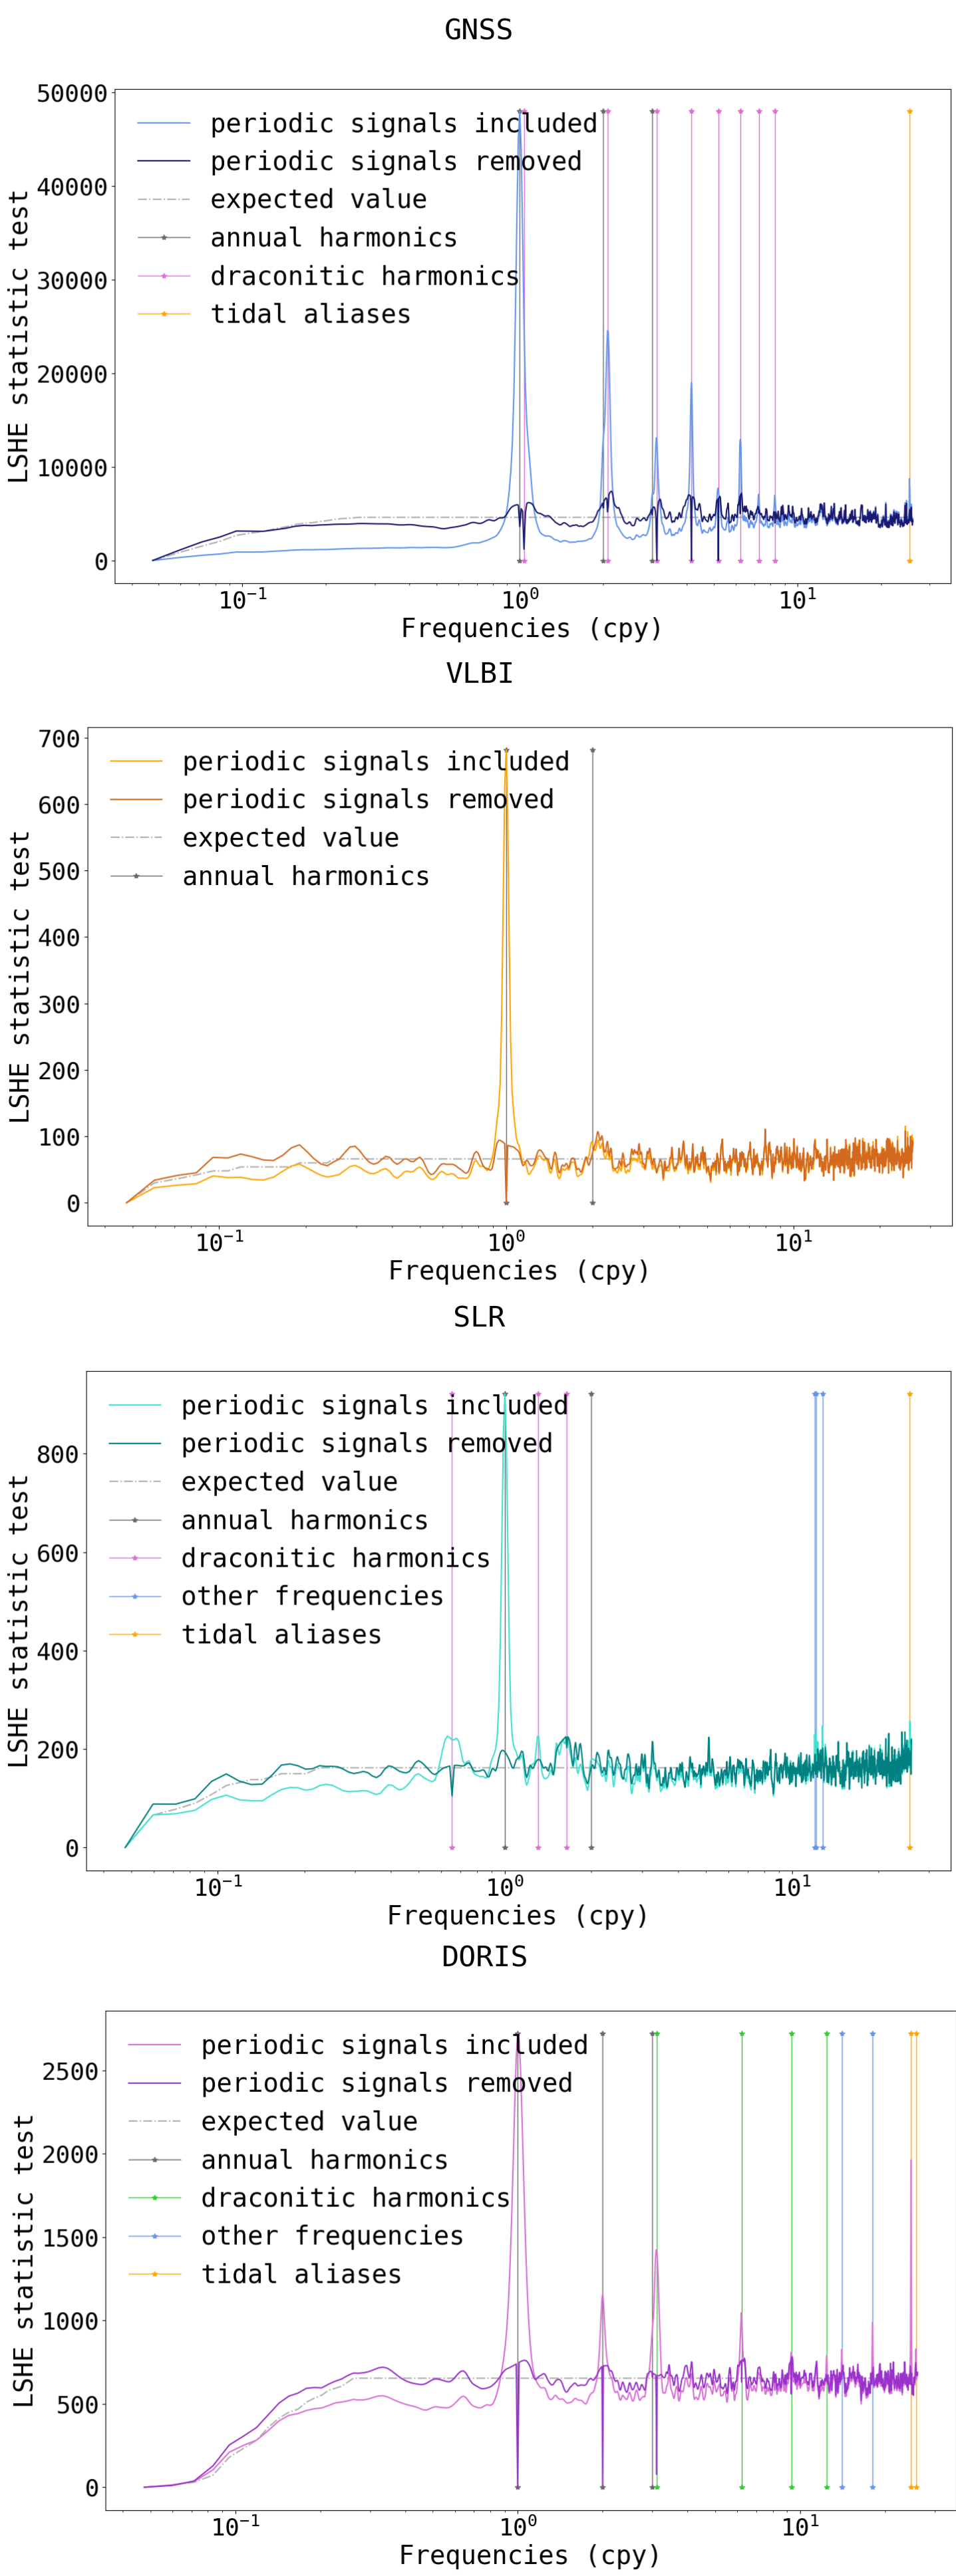 GNSS
50000
40000
30000
20000
10000
0
LSHE statistic test
periodic signals included
periodic signals removed
expected value
annual harmonics
draconitic harmonics
tidal aliases
10⁻¹ 10⁰ 10¹
Frequencies (cpy)
VLBI
700
600
500
400
300
200
100
0
LSHE statistic test
periodic signals included
periodic signals removed
expected value
annual harmonics
10⁻¹ 10⁰ 10¹
Frequencies (cpy)
SLR
800
600
400
200
0
LSHE statistic test
periodic signals included
periodic signals removed
expected value
annual harmonics
draconitic harmonics
other frequencies
tidal aliases
10⁻¹ 10⁰ 10¹
Frequencies (cpy)
DORIS
2500
2000
1500
1000
500
0
LSHE statistic test
periodic signals included
periodic signals removed
expected value
annual harmonics
draconitic harmonics
other frequencies
tidal aliases
10⁻¹ 10⁰ 10¹
Frequencies (cpy)